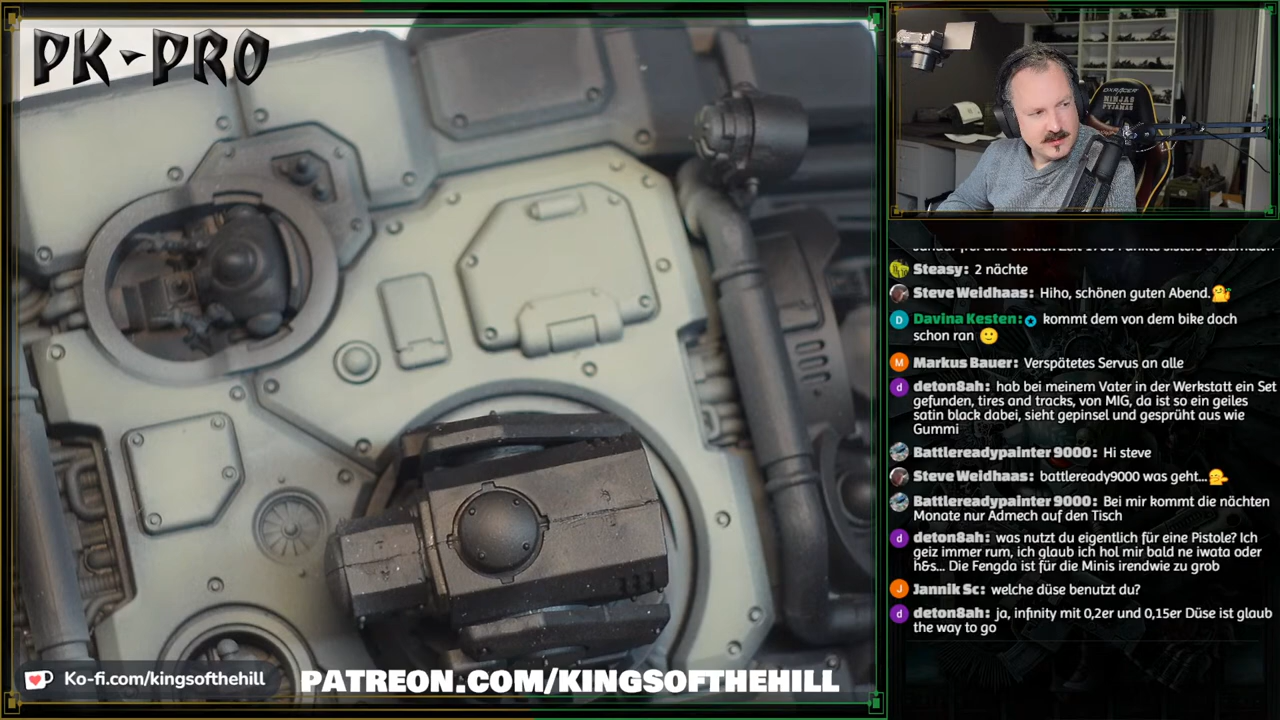 PK-PRO
DXRACER
NINJAS
PYJAMAS
Steasy: 2 nächte
Steve Weidhaas: Hiho, schönen guten Abend.
Davina Kesten: kommt dem von dem bike doch
schon ran
Markus Bauer: Verspätetes Servus an alle
deton8ah: hab bei meinem Vater in der Werkstatt ein Set
gefunden, tires and tracks, von MIG, da ist so ein geiles
satin black dabei, sieht gepinsel und gesprüht aus wie
Gummi
Battlereadypainter 9000: Hi steve
Steve Weidhaas: battleready9000 was geht...
Battlereadypainter 9000: Bei mir kommt die nächten
Monate nur Admech auf den Tisch
deton8ah: was nutzt du eigentlich für eine Pistole? Ich
geiz immer rum, ich glaub ich hol mir bald ne iwata oder
h&s... Die Fengda ist für die Minis irendwie zu grob
Jannik Sc: welche düse benutzt du?
deton8ah: ja, infinity mit 0,2er und 0,15er Düse ist glaub
the way to go
Ko-fi.com/kingsofthehill
PATREON.COM/KINGSOFTHEHILL